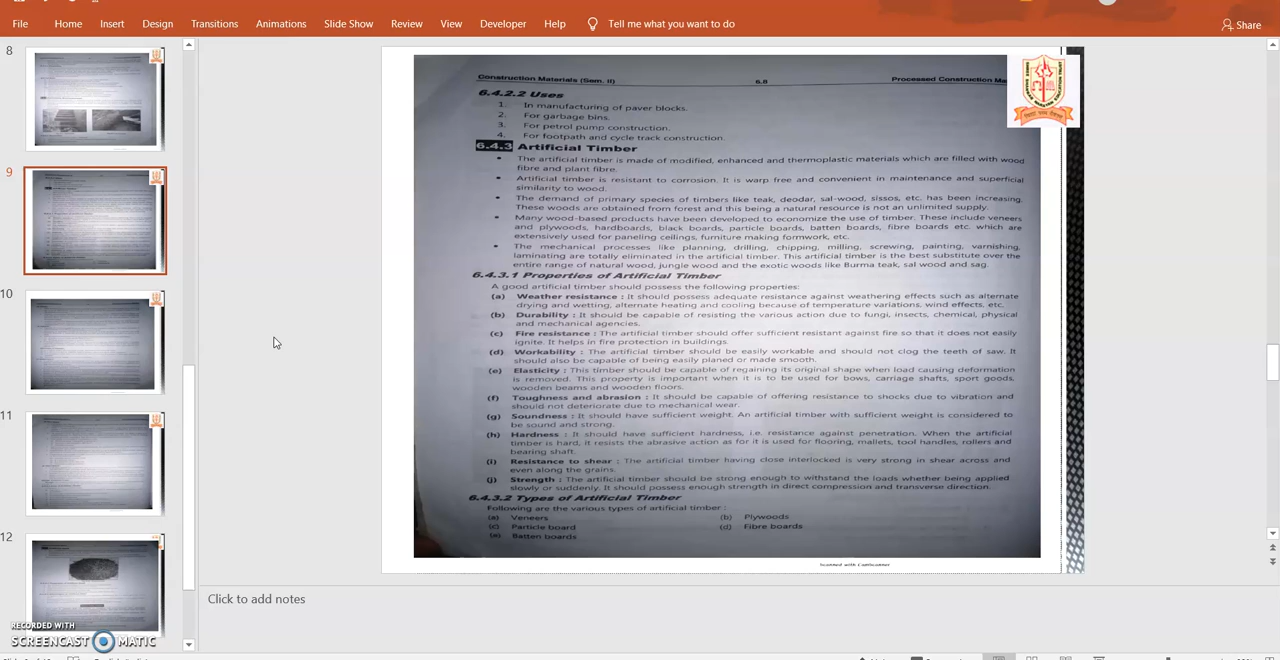 File Home Insert Design Transitions Animations Slide Show Review View Developer Help Tell me what you want to do Share
8
9
10
11
12
Construction Materials (Sem. II) 6.8 Processed Construction Ma
6.4.2.2 Uses
1. In manufacturing of paver blocks.
2. For garbage bins.
3. For petrol pump construction.
4. For footpath and cycle track construction.
6.4.3 Artificial Timber
• The artificial timber is made of modified, enhanced and thermoplastic materials which are filled with wood
fibre and plant fibre.
• Artificial timber is resistant to corrosion. It is warp free and convenient in maintenance and superficial
similarity to wood.
• The demand of primary species of timbers like teak, deodar, sal-wood, sissos, etc. has been increasing.
These woods are obtained from forest and this being a natural resource is not an unlimited supply.
• Many wood-based products have been developed to economize the use of timber. These include veneers
and plywoods, hardboards, black boards, particle boards, batten boards, fibre boards etc. which are
extensively used for paneling ceilings, furniture making formwork, etc.
• The mechanical processes like planning, drilling, chipping, milling, screwing, painting, varnishing,
laminating are totally eliminated in the artificial timber. This artificial timber is the best substitute over the
entire range of natural wood, jungle wood and the exotic woods like Burma teak, sal wood and sag.
6.4.3.1 Properties of Artificial Timber
A good artificial timber should possess the following properties:
(a) Weather resistance : It should possess adequate resistance against weathering effects such as alternate
drying and wetting, alternate heating and cooling because of temperature variations, wind effects, etc.
(b) Durability : It should be capable of resisting the various action due to fungi, insects, chemical, physical
and mechanical agencies.
(c) Fire resistance : The artificial timber should offer sufficient resistant against fire so that it does not easily
ignite. It helps in fire protection in buildings.
(d) Workability : The artificial timber should be easily workable and should not clog the teeth of saw. It
should also be capable of being easily planed or made smooth.
(e) Elasticity : This timber should be capable of regaining its original shape when load causing deformation
is removed. This property is important when it is to be used for bows, carriage shafts, sport goods,
wooden beams and wooden floors.
(f) Toughness and abrasion : It should be capable of offering resistance to shocks due to vibration and
should not deteriorate due to mechanical wear.
(g) Soundness : It should have sufficient weight. An artificial timber with sufficient weight is considered to
be sound and strong.
(h) Hardness : It should have sufficient hardness, i.e. resistance against penetration. When the artificial
timber is hard, it resists the abrasive action as for it is used for flooring, mallets, tool handles, rollers and
bearing shaft.
(i) Resistance to shear : The artificial timber having close interlocked is very strong in shear across and
even along the grains.
(j) Strength : The artificial timber should be strong enough to withstand the loads whether being applied
slowly or suddenly. It should possess enough strength in direct compression and transverse direction.
6.4.3.2 Types of Artificial Timber
Following are the various types of artificial timber :
(a) Veneers (b) Plywoods
(c) Particle board (d) Fibre boards
(e) Batten boards
Scanned with CamScanner
Click to add notes
RECORDED WITH
SCREENCAST MATIC